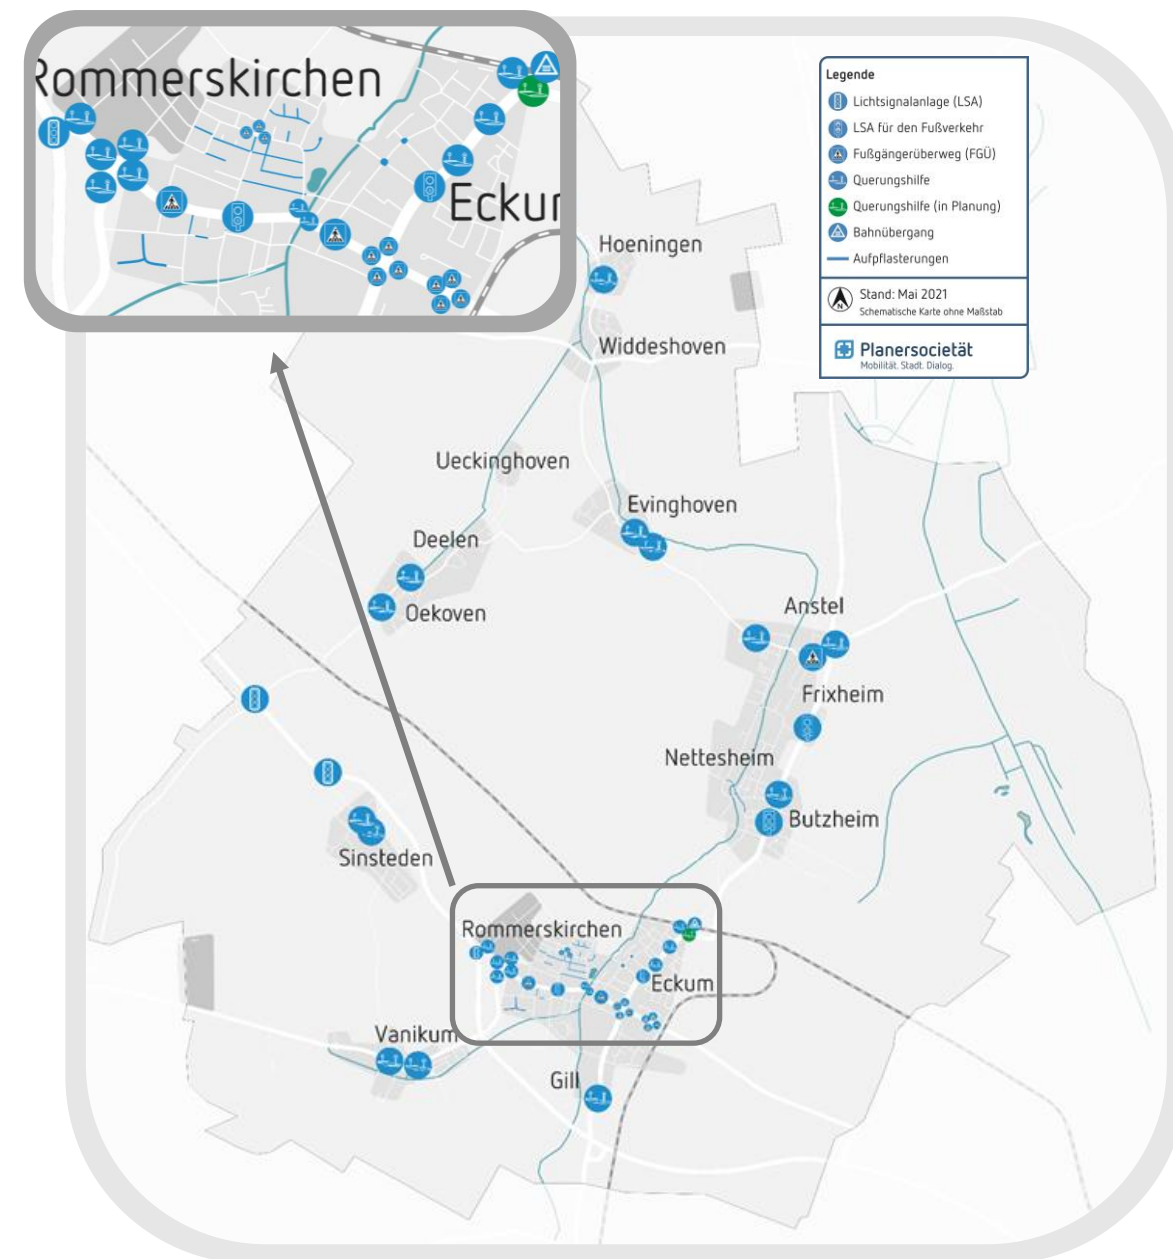 Rommerskirchen
Eckum
Legende
Lichtsignalanlage (LSA)
LSA für den Fußverkehr
Fußgängerüberweg (FGÜ)
Querungshilfe
Querungshilfe (in Planung)
Bahnübergang
Aufpflasterungen
N
Stand: Mai 2021
Schematische Karte ohne Maßstab
Planersocietät
Mobilität. Stadt. Dialog.
Hoeningen
Widdeshoven
Ueckinghoven
Evinghoven
Deelen
Oekoven
Anstel
Frixheim
Nettesheim
Butzheim
Sinsteden
Rommerskirchen
Eckum
Vanikum
Gill